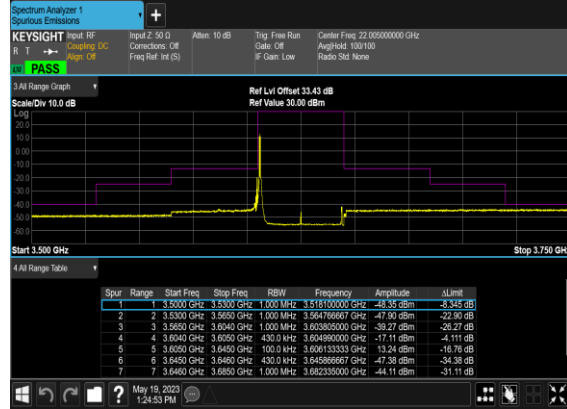 Spectrum Analyzer 1
Spurious Emissions
KEYSIGHT Input: RF Input Z: 50 Ω Atten: 10 dB Trig: Free Run Center Freq: 22.005000000 GHz
R T Coupling: DC Corrections: Off Gate: Off Avg|Hold: 100/100
Align: Off Freq Ref: Int (S) IF Gain: Low Radio Std: None
PASS
3 All Range Graph Ref Lvl Offset 33.43 dB
Scale/Div 10.0 dB Ref Value 30.00 dBm
Log
20.0
10.0
0.00
-10.0
-20.0
-30.0
-40.0
-50.0
-60.0
Start 3.500 GHz Stop 3.750 GHz
4 All Range Table
Spur Range Start Freq Stop Freq RBW Frequency Amplitude ΔLimit
1 1 3.5000 GHz 3.5300 GHz 1.000 MHz 3.518100000 GHz -48.35 dBm -8.345 dB
2 2 3.5300 GHz 3.5650 GHz 1.000 MHz 3.564766667 GHz -47.90 dBm -22.90 dB
3 3 3.5650 GHz 3.6040 GHz 1.000 MHz 3.603805000 GHz -39.27 dBm -26.27 dB
4 4 3.6040 GHz 3.6050 GHz 430.0 kHz 3.604990000 GHz -17.11 dBm -4.111 dB
5 5 3.6050 GHz 3.6450 GHz 100.0 kHz 3.606133333 GHz 13.24 dBm -16.76 dB
6 6 3.6450 GHz 3.6460 GHz 430.0 kHz 3.645866667 GHz -47.38 dBm -34.38 dB
7 7 3.6460 GHz 3.6850 GHz 1.000 MHz 3.682335000 GHz -44.11 dBm -31.11 dB
May 19, 2023
1:24:53 PM